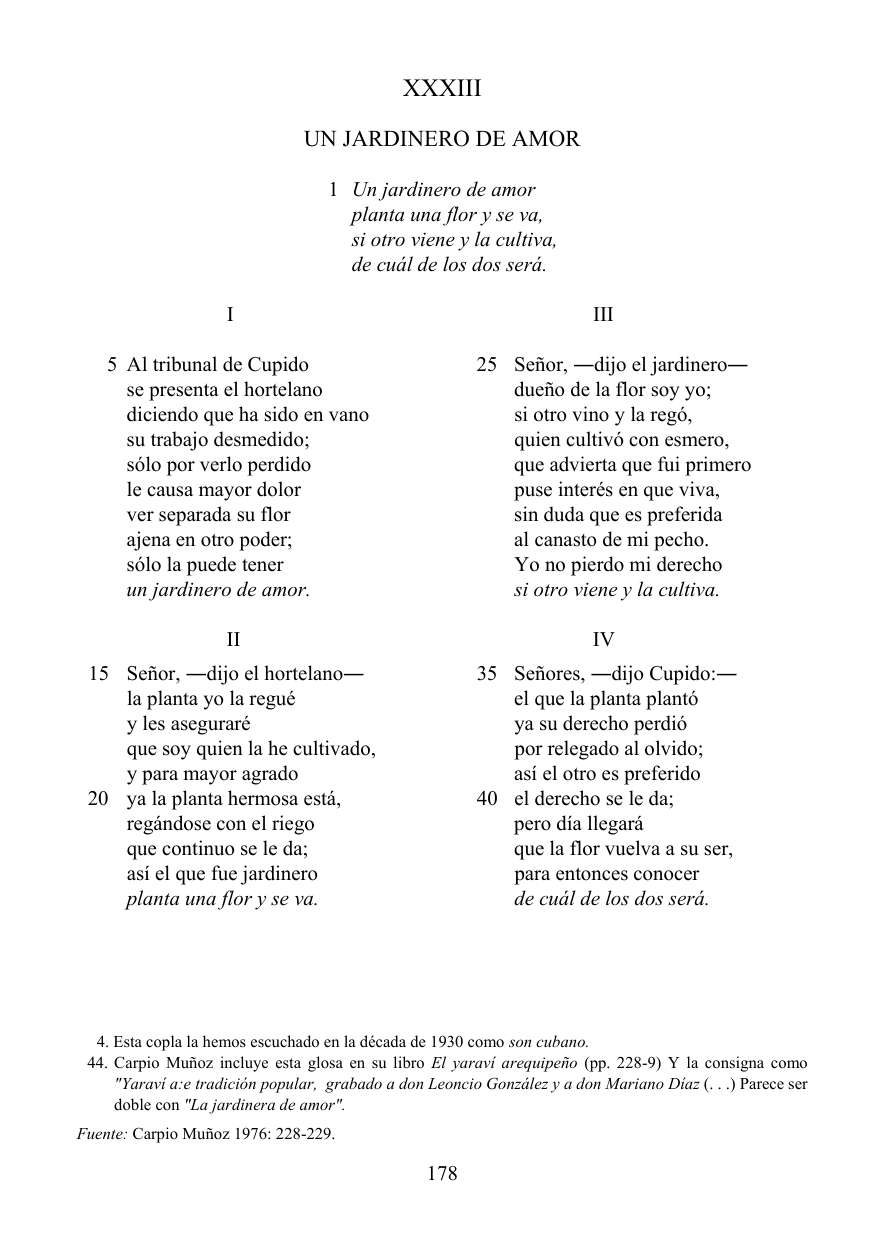 XXXIII
UN JARDINERO DE AMOR
1 Un jardinero de amor
planta una flor y se va,
si otro viene y la cultiva,
de cuál de los dos será.
I
5 Al tribunal de Cupido
se presenta el hortelano
diciendo que ha sido en vano
su trabajo desmedido;
sólo por verlo perdido
le causa mayor dolor
ver separada su flor
ajena en otro poder;
sólo la puede tener
un jardinero de amor.
II
15 Señor, —dijo el hortelano—
la planta yo la regué
y les aseguraré
que soy quien la he cultivado,
y para mayor agrado
20 ya la planta hermosa está,
regándose con el riego
que continuo se le da;
así el que fue jardinero
planta una flor y se va.
III
25 Señor, —dijo el jardinero—
dueño de la flor soy yo;
si otro vino y la regó,
quien cultivó con esmero,
que advierta que fui primero
puse interés en que viva,
sin duda que es preferida
al canasto de mi pecho.
Yo no pierdo mi derecho
si otro viene y la cultiva.
IV
35 Señores, —dijo Cupido:—
el que la planta plantó
ya su derecho perdió
por relegado al olvido;
así el otro es preferido
40 el derecho se le da;
pero día llegará
que la flor vuelva a su ser,
para entonces conocer
de cuál de los dos será.
4. Esta copla la hemos escuchado en la década de 1930 como son cubano.
44. Carpio Muñoz incluye esta glosa en su libro El yaraví arequipeño (pp. 228-9) Y la consigna como
"Yaraví a:e tradición popular, grabado a don Leoncio González y a don Mariano Díaz (. . .) Parece ser
doble con "La jardinera de amor".
Fuente: Carpio Muñoz 1976: 228-229.
178